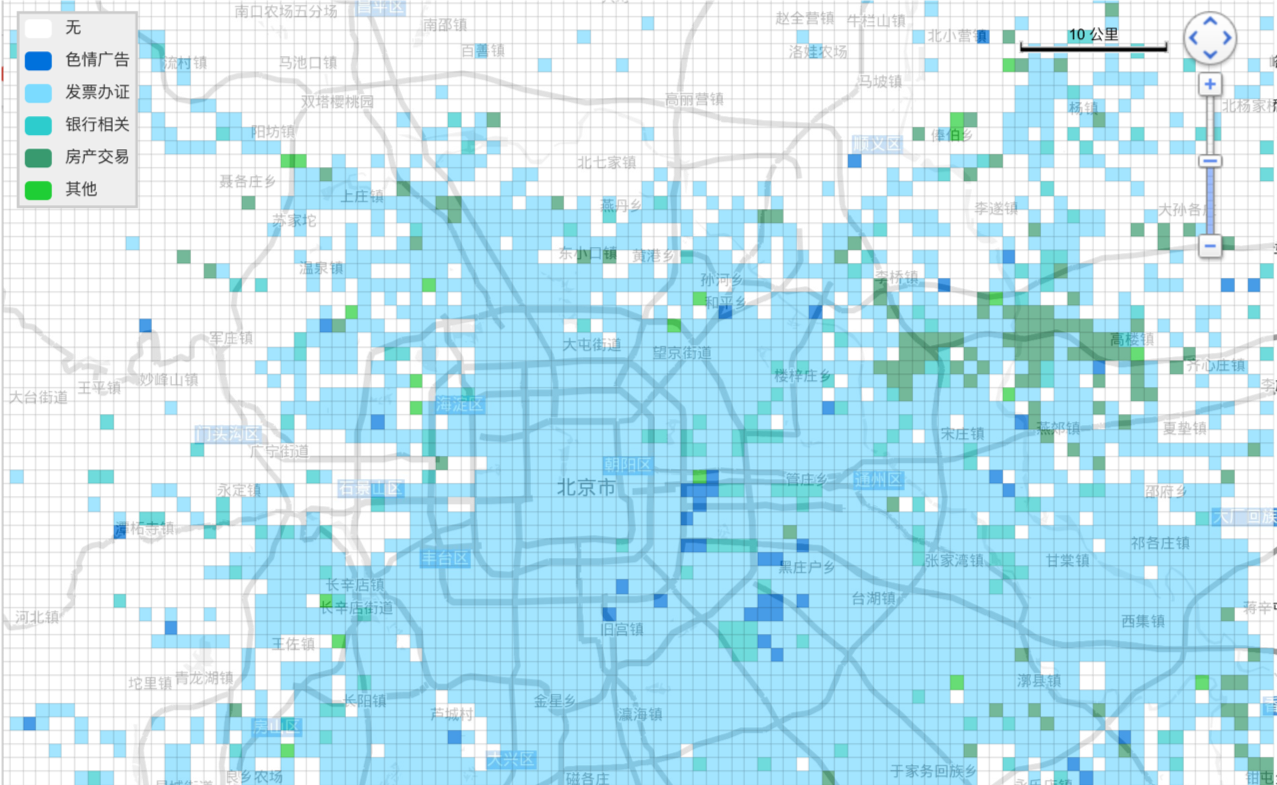 无
色情广告
发票办证
银行相关
房产交易
其他
10 公里
南口农场五分场
昌平区
南邵镇
赵全营镇
牛栏山镇
北小营镇
百善镇
洛娃农场
流村镇
马池口镇
马坡镇
双塔樱桃园
高丽营镇
杨镇
阳坊镇
顺义区
俸伯乡
北七家镇
聂各庄乡
上庄镇
燕丹乡
李遂镇
苏家坨
东小口镇
黄港乡
温泉镇
孙河乡
李桥镇
和平乡
军庄镇
大屯街道
望京街道
高楼镇
齐心庄镇
楼梓庄乡
妙峰山镇
王平镇
大台街道
海淀区
门头沟区
宋庄镇
燕郊镇
夏垫镇
广宁街道
朝阳区
管庄乡
通州区
北京市
永定镇
石景山区
邵府乡
潭柘寺镇
大厂回族
祁各庄镇
丰台区
黑庄户乡
张家湾镇
甘棠镇
长辛店镇
台湖镇
长辛店街道
河北镇
旧宫镇
西集镇
王佐镇
坨里镇
青龙湖镇
漷县镇
长阳镇
金星乡
芦城村
瀛海镇
房山区
大兴区
良乡农场
磁各庄
于家务回族乡
永乐店镇